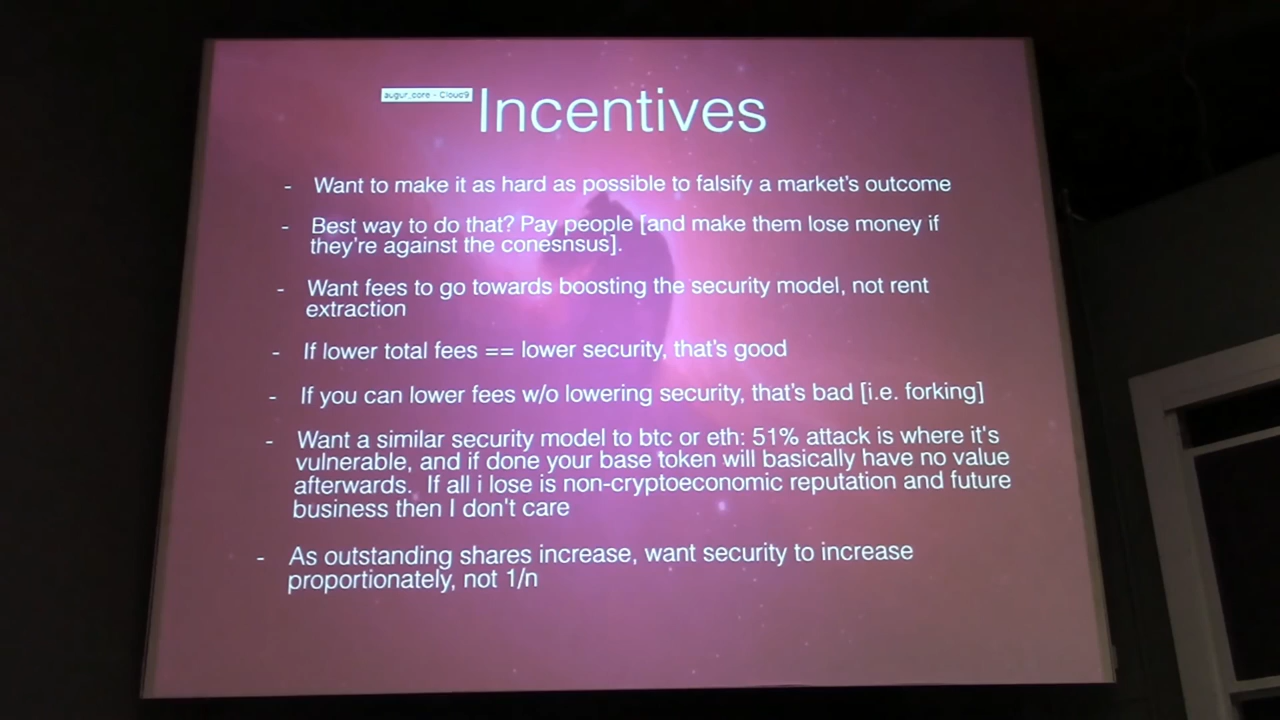 augur_core - Cloud9
Incentives
- Want to make it as hard as possible to falsify a market's outcome
- Best way to do that? Pay people [and make them lose money if
they're against the conesnsus].
- Want fees to go towards boosting the security model, not rent
extraction
- If lower total fees == lower security, that's good
- If you can lower fees w/o lowering security, that's bad [i.e. forking]
- Want a similar security model to btc or eth: 51% attack is where it's
vulnerable, and if done your base token will basically have no value
afterwards.  If all i lose is non-cryptoeconomic reputation and future
business then I don't care
- As outstanding shares increase, want security to increase
proportionately, not 1/n